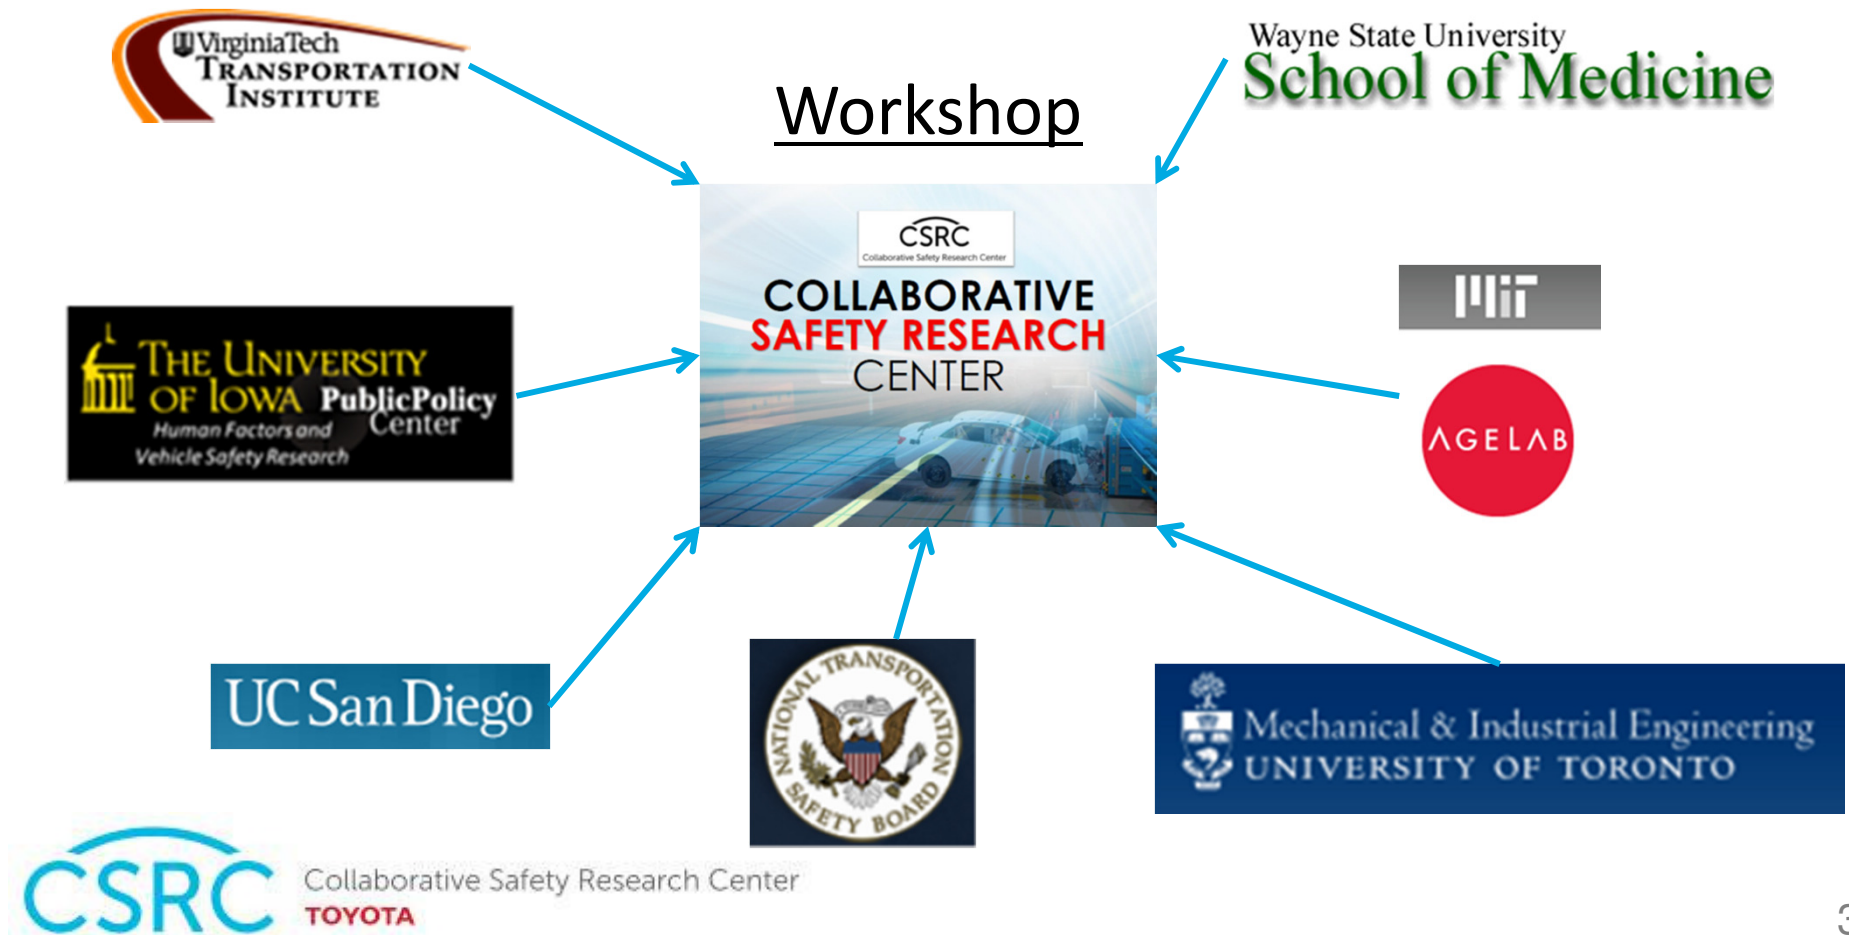 VirginiaTech
TRANSPORTATION
INSTITUTE
Workshop
Wayne State University
School of Medicine
CSRC
Collaborative Safety Research Center
COLLABORATIVE
SAFETY RESEARCH
CENTER
THE UNIVERSITY
OF IOWA PublicPolicy
Center
Human Factors and
Vehicle Safety Research
MIT
AGELAB
UC San Diego
NATIONAL TRANSPORTATION
SAFETY BOARD
Mechanical & Industrial Engineering
UNIVERSITY OF TORONTO
CSRC
Collaborative Safety Research Center
TOYOTA
3